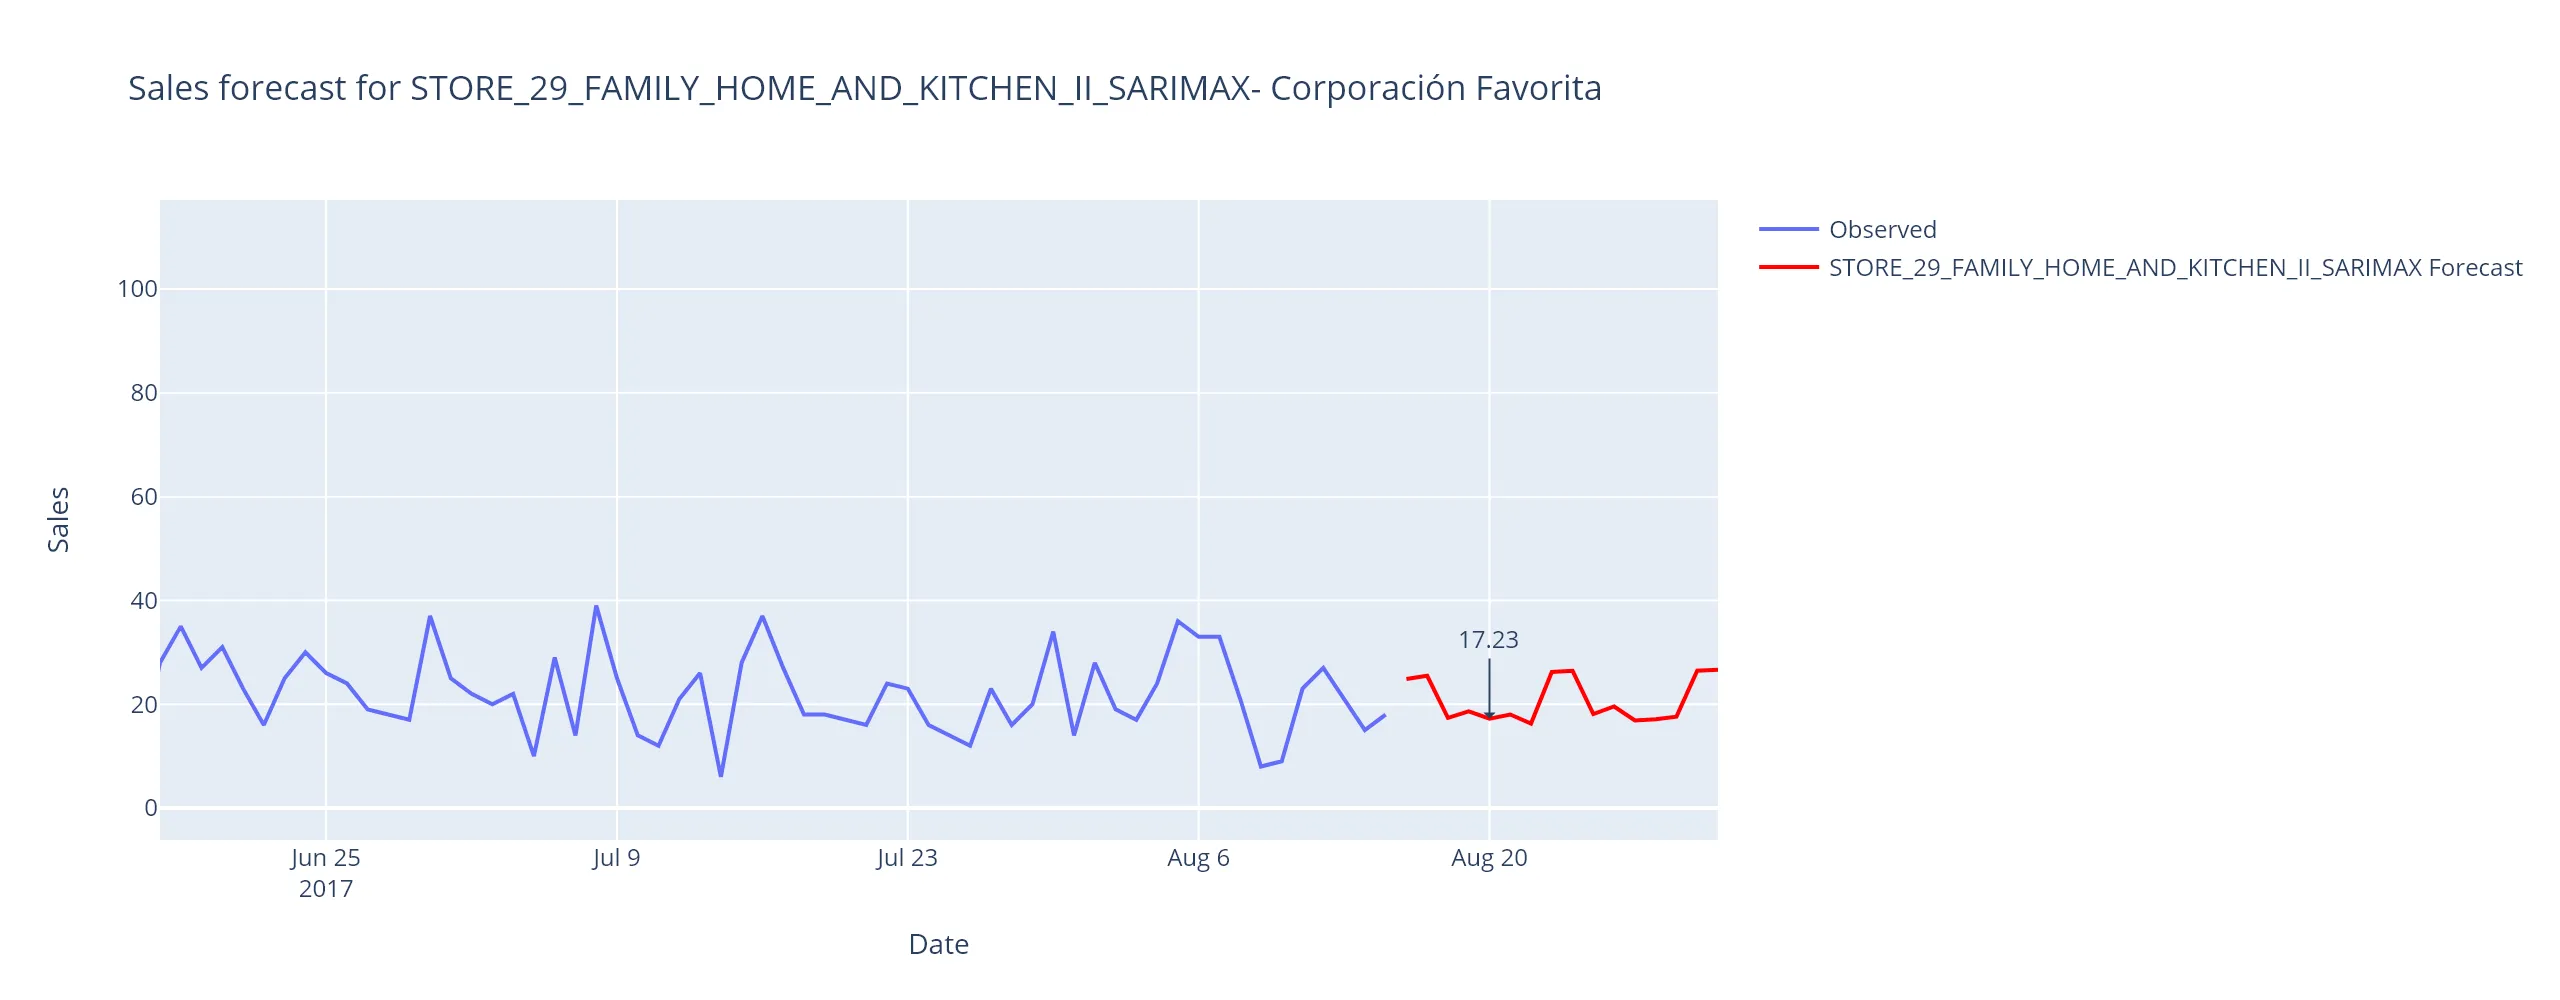 Sales forecast for STORE_29_FAMILY_HOME_AND_KITCHEN_II_SARIMAX- Corporación Favorita
Observed
STORE_29_FAMILY_HOME_AND_KITCHEN_II_SARIMAX Forecast
100
80
60
40
20
0
Sales
17.23
Jun 25
2017
Jul 9
Jul 23
Aug 6
Aug 20
Date